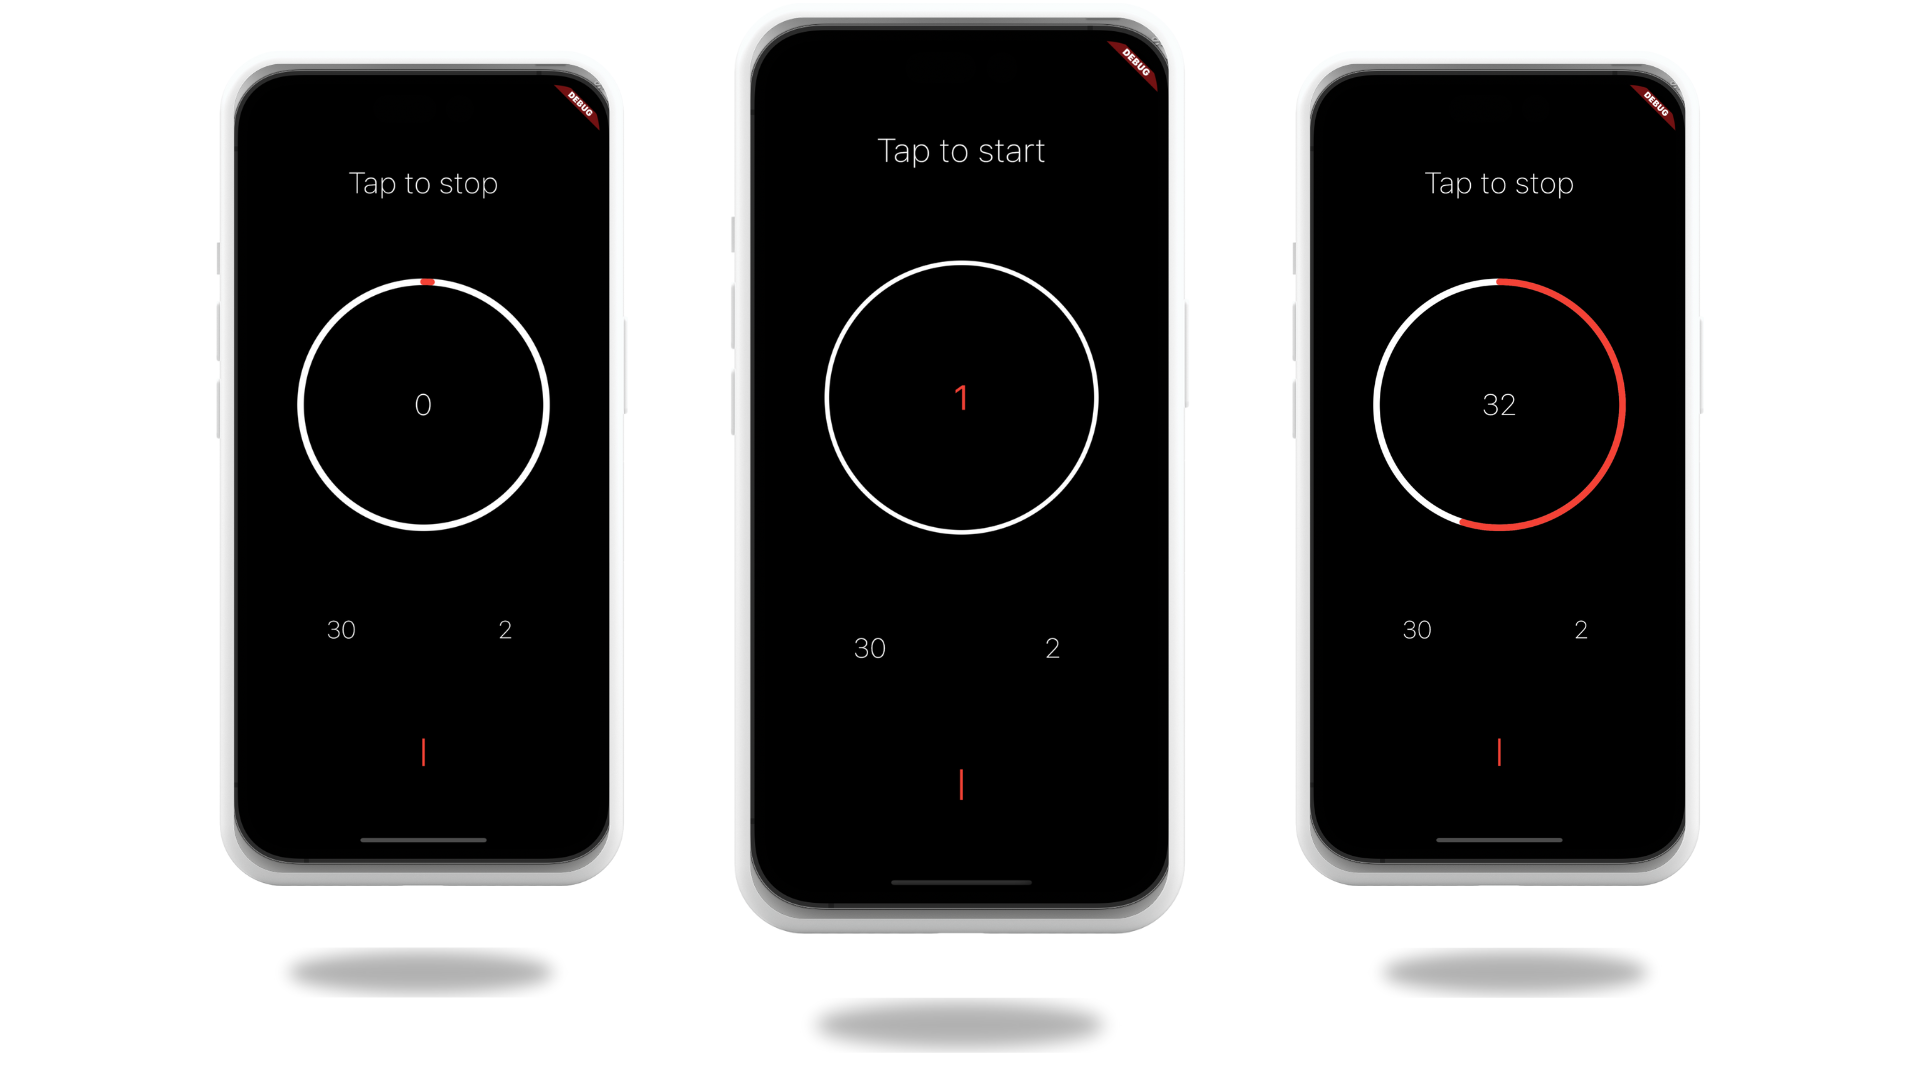 DEBUG
Tap to stop
0
30 2
DEBUG
Tap to start
1
30 2
DEBUG
Tap to stop
32
30 2